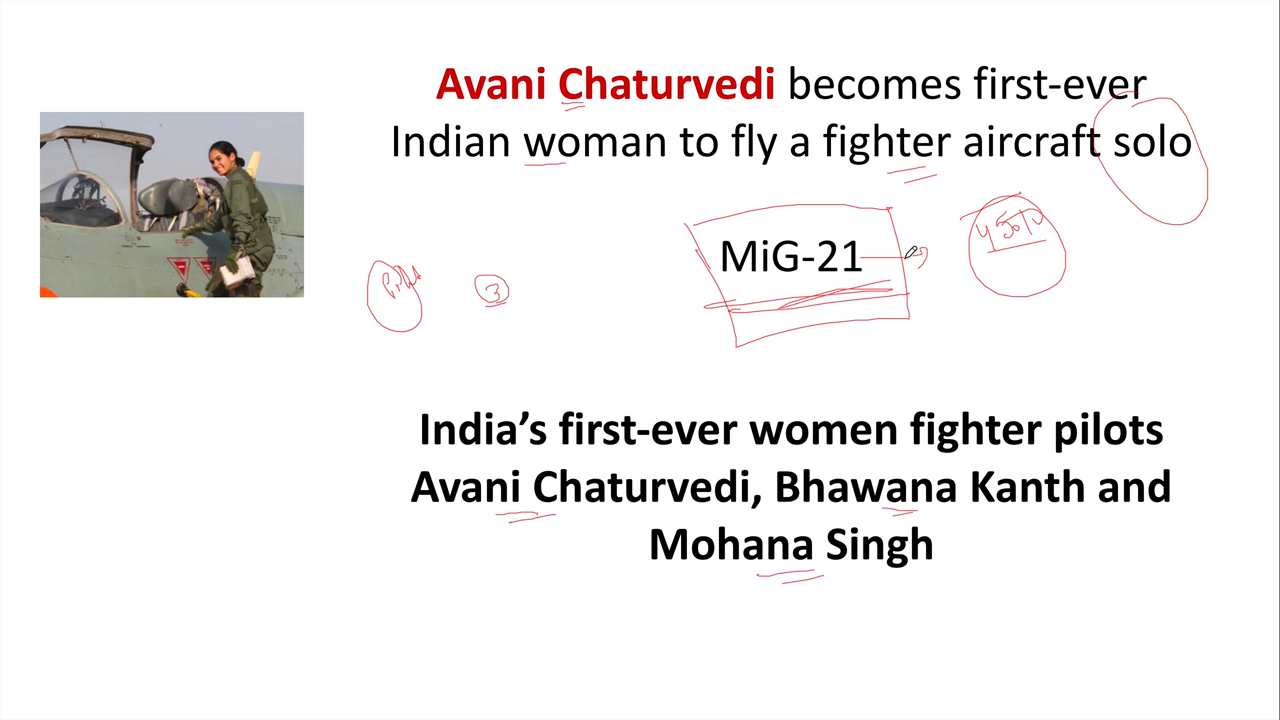 Avani Chaturvedi becomes first-ever
Indian woman to fly a fighter aircraft solo
MiG-21
3
India’s first-ever women fighter pilots
Avani Chaturvedi, Bhawana Kanth and
Mohana Singh